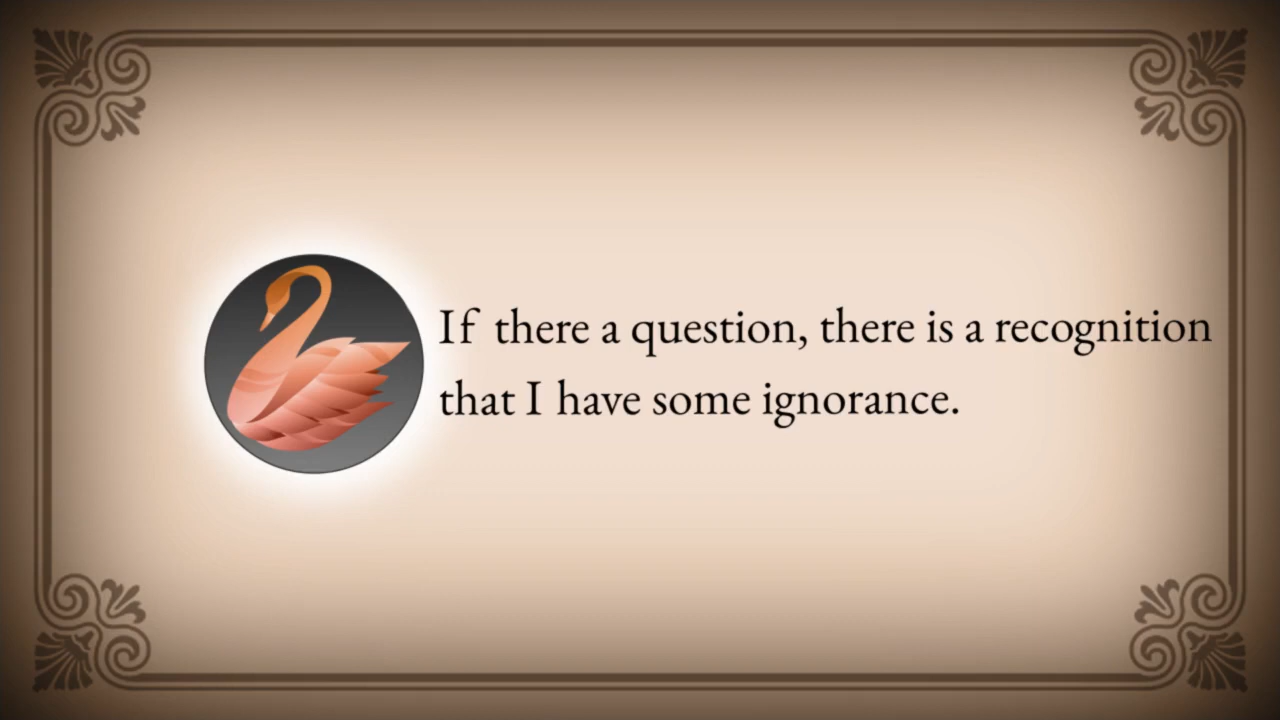 If there a question, there is a recognition
that I have some ignorance.